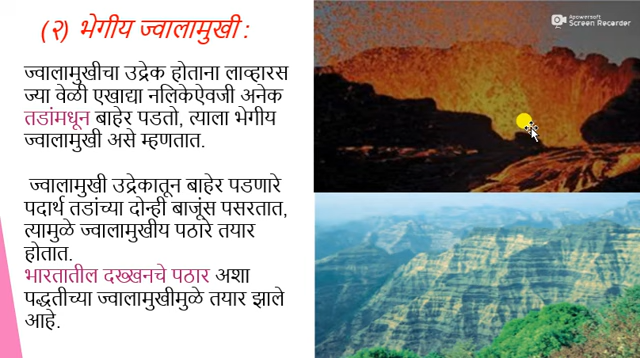 (२) भेगीय ज्वालामुखी :
ज्वालामुखीचा उद्रेक होताना लाव्हारस
ज्या वेळी एखाद्या नलिकेऐवजी अनेक
तडांमधून बाहेर पडतो, त्याला भेगीय
ज्वालामुखी असे म्हणतात.
ज्वालामुखी उद्रेकातून बाहेर पडणारे
पदार्थ तडांच्या दोन्ही बाजूंस पसरतात,
त्यामुळे ज्वालामुखीय पठारे तयार
होतात.
भारतातील दख्खनचे पठार अशा
पद्धतीच्या ज्वालामुखीमुळे तयार झाले
आहे.
Apowersoft
Screen Recorder